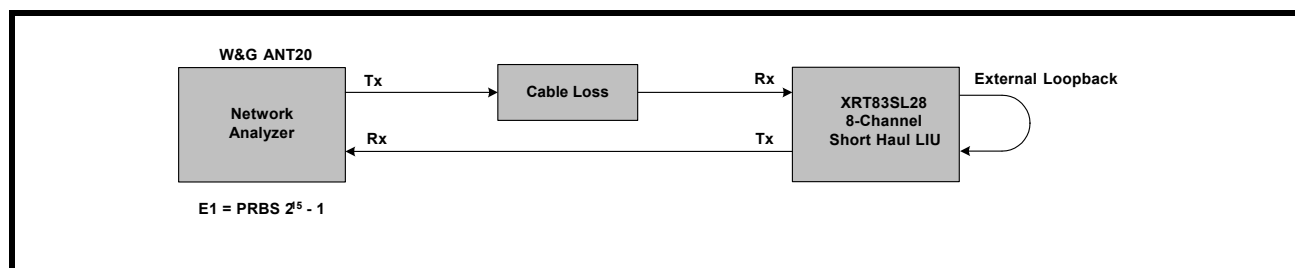 W&G ANT20
Network
Analyzer
Tx
Rx
Cable Loss
Rx
Tx
XRT83SL28
8-Channel
Short Haul LIU
External Loopback
E1 = PRBS 2¹⁵ - 1